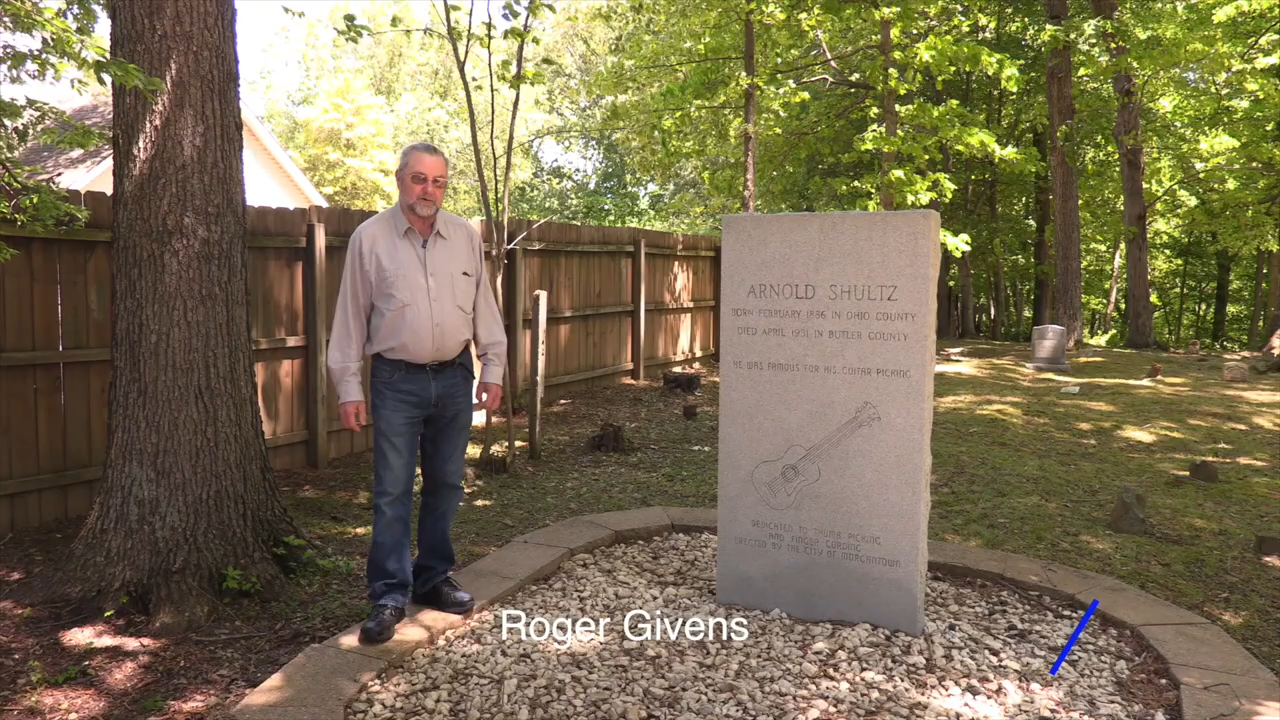 ARNOLD SHULTZ
BORN FEBRUARY 1886 IN OHIO COUNTY
DIED APRIL 1931 IN BUTLER COUNTY
HE WAS FAMOUS FOR HIS GUITAR PICKING
DEDICATED TO THUMB PICKING
AND FINGER CORDING
ERECTED BY THE CITY OF MORGANTOWN
Roger Givens